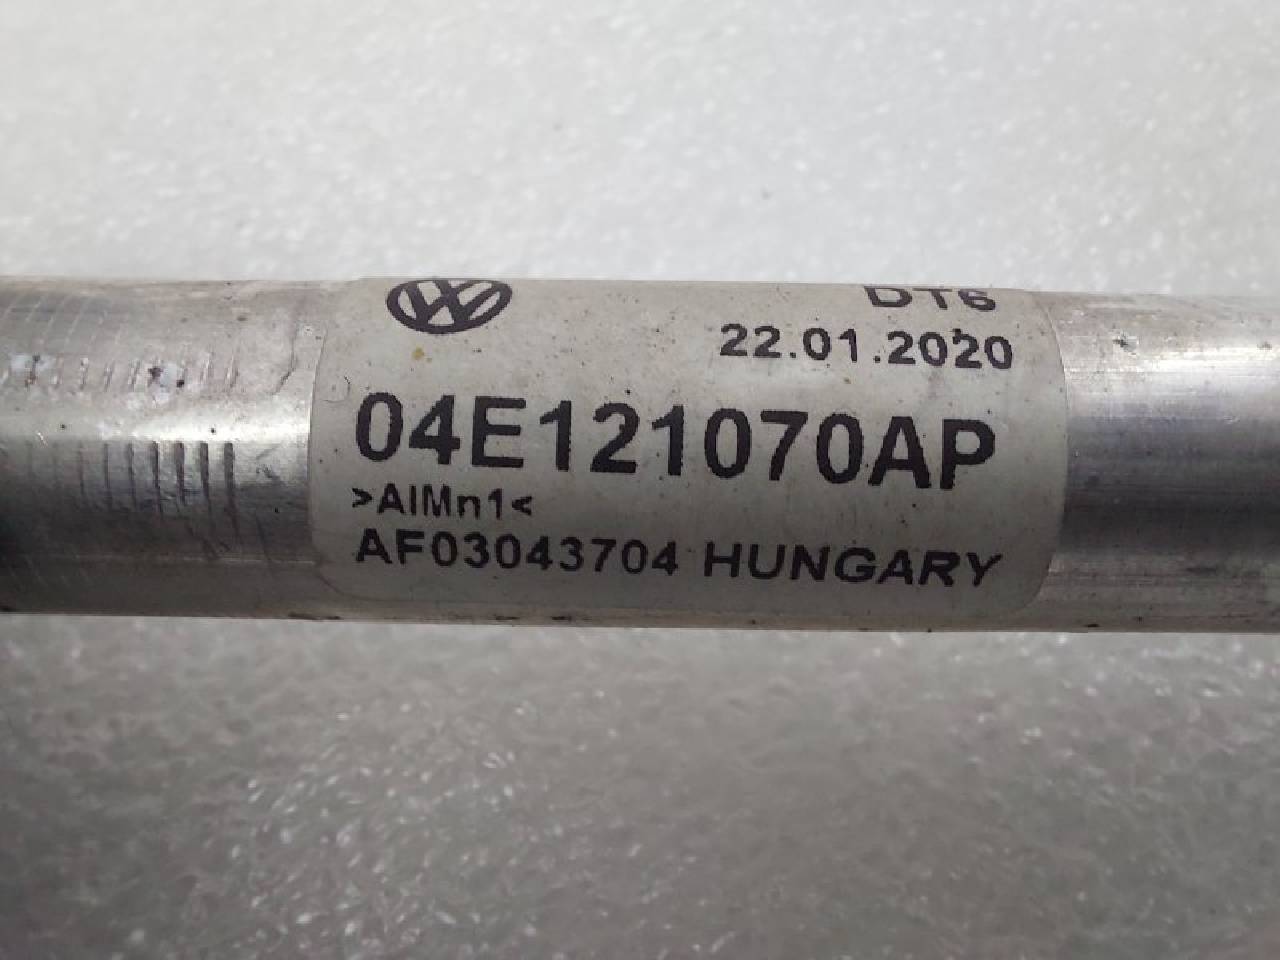 DT6
22.01.2020
04E121070AP
>AlMn1<
AF03043704 HUNGARY